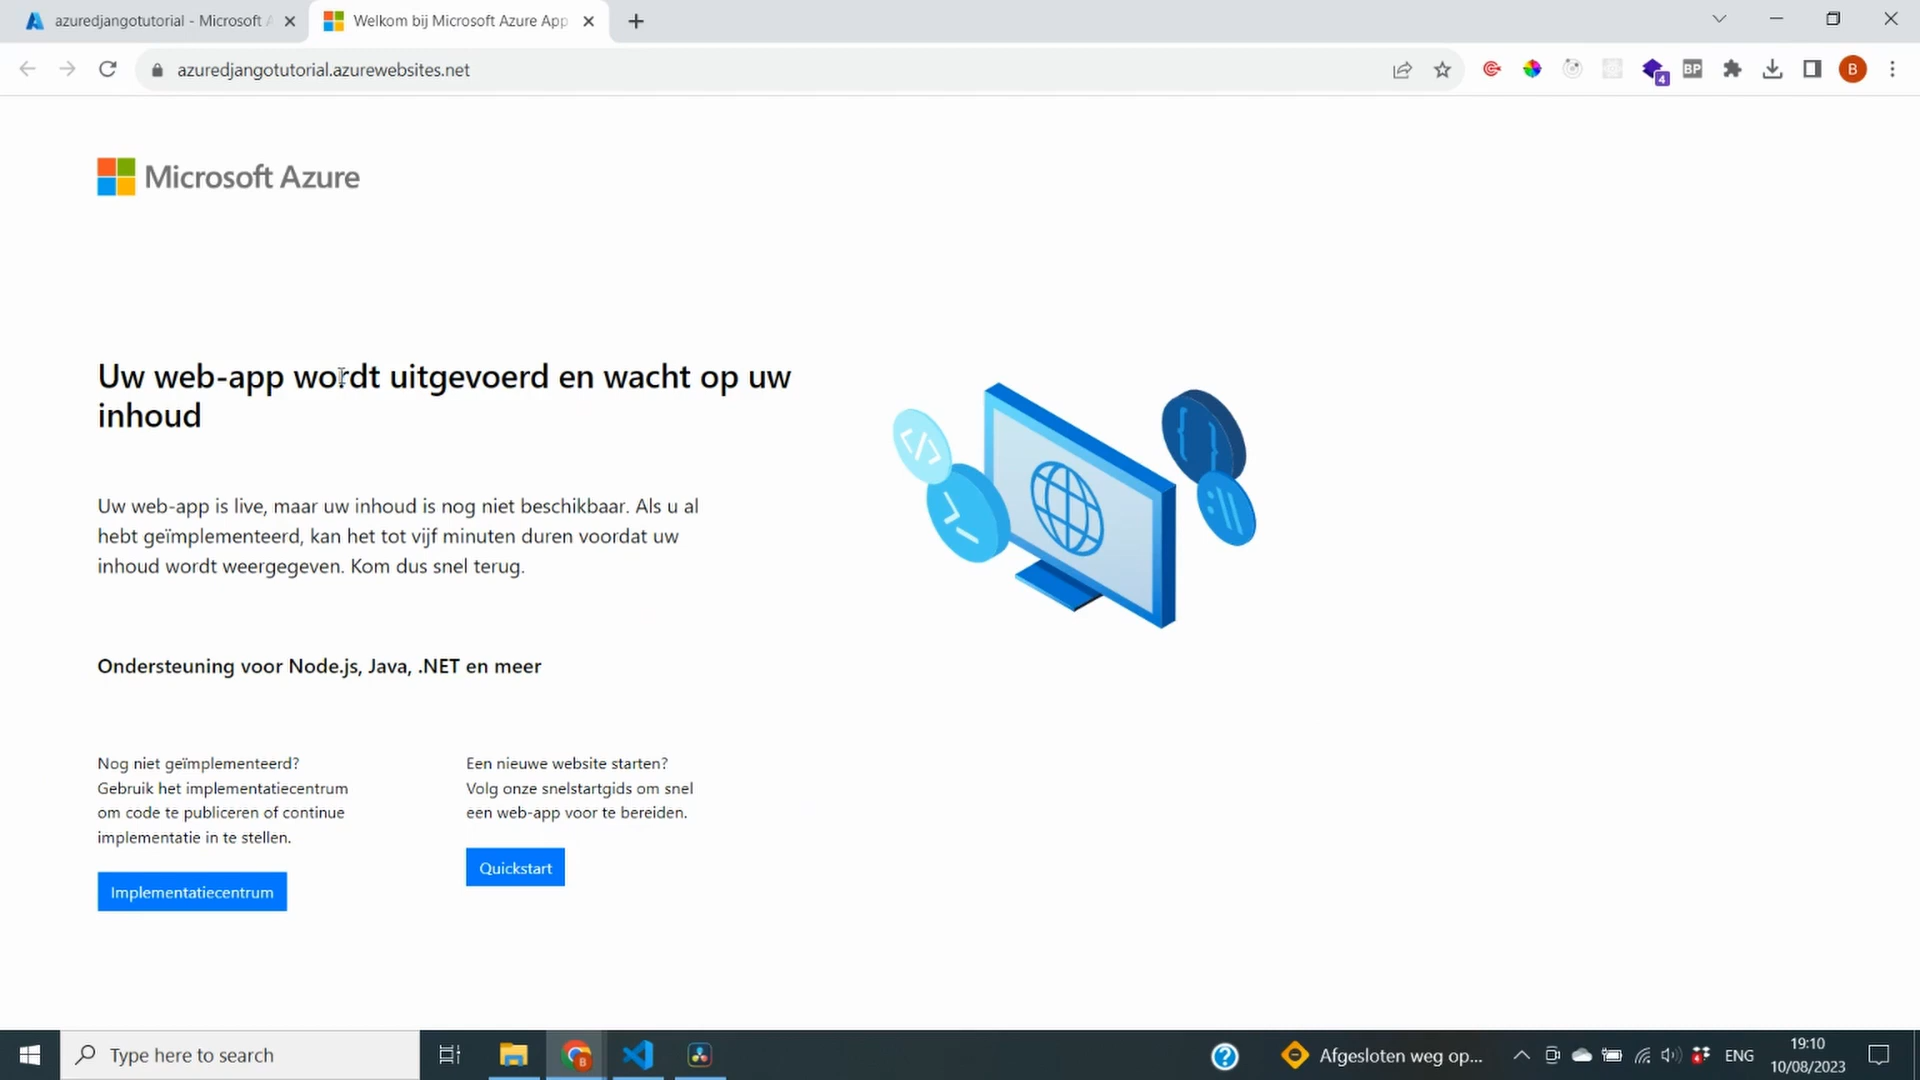 azuredjangotutorial - Microsoft A
Welkom bij Microsoft Azure App
azuredjangotutorial.azurewebsites.net
4
BP
B
Microsoft Azure
Uw web-app wordt uitgevoerd en wacht op uw
inhoud
Uw web-app is live, maar uw inhoud is nog niet beschikbaar. Als u al
hebt geïmplementeerd, kan het tot vijf minuten duren voordat uw
inhoud wordt weergegeven. Kom dus snel terug.
Ondersteuning voor Node.js, Java, .NET en meer
Nog niet geïmplementeerd?
Gebruik het implementatiecentrum
om code te publiceren of continue
implementatie in te stellen.
Implementatiecentrum
Een nieuwe website starten?
Volg onze snelstartgids om snel
een web-app voor te bereiden.
Quickstart
Type here to search
B
Afgesloten weg op...
4
ENG
19:10
10/08/2023